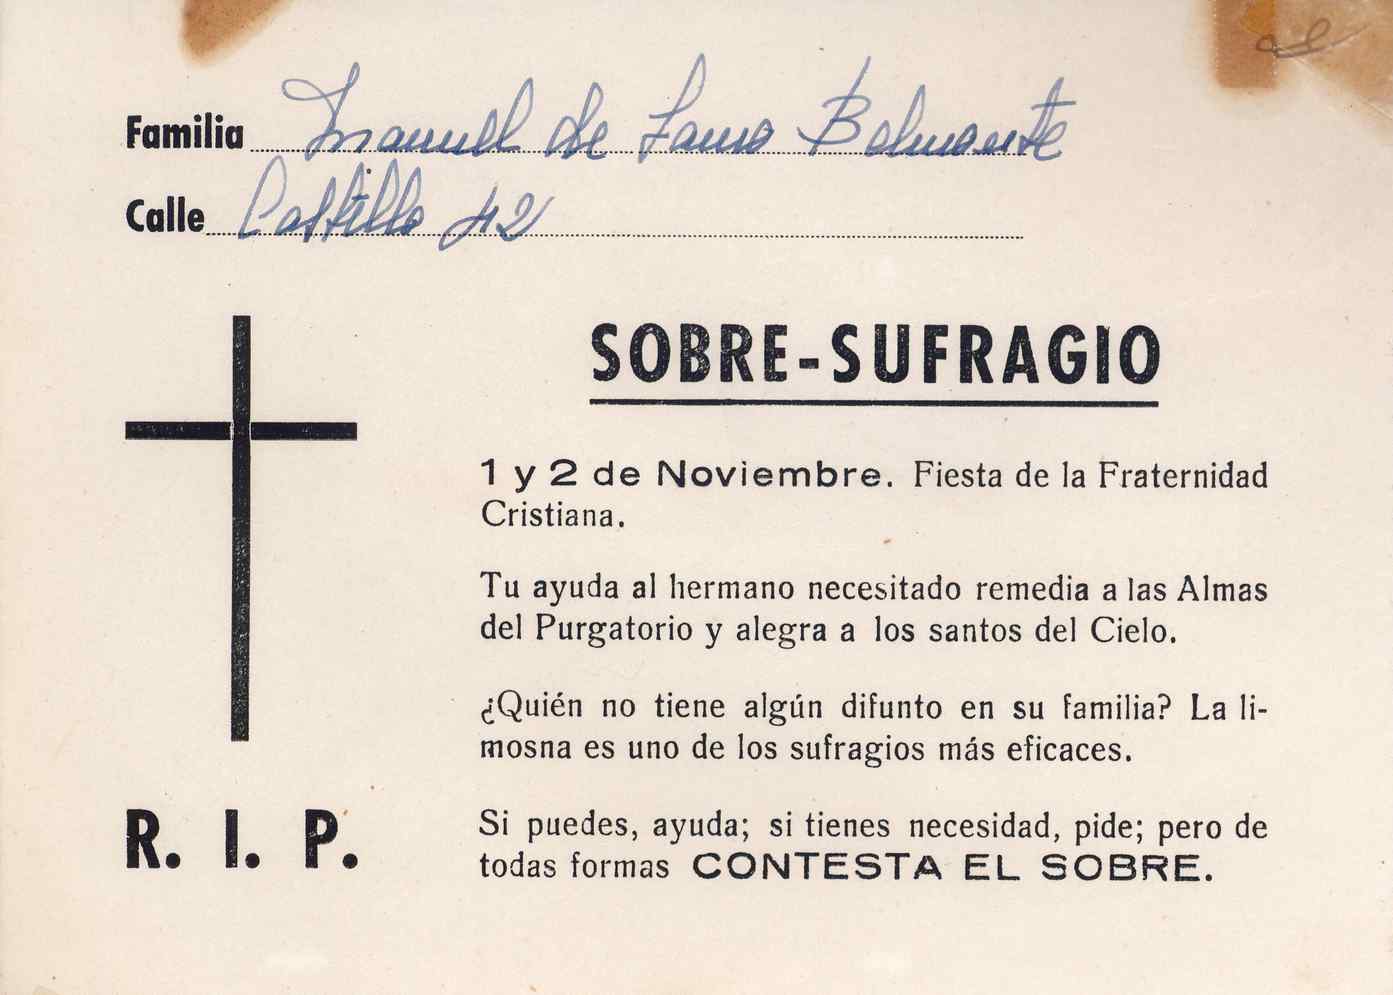 Familia Manuel de Lamo Belmonte
Calle Castillo 42
SOBRE-SUFRAGIO
1 y 2 de Noviembre. Fiesta de la Fraternidad
Cristiana.
Tu ayuda al hermano necesitado remedia a las Almas
del Purgatorio y alegra a los santos del Cielo.
¿Quién no tiene algún difunto en su familia? La li-
mosna es uno de los sufragios más eficaces.
Si puedes, ayuda; si tienes necesidad, pide; pero de
todas formas CONTESTA EL SOBRE.
R. I. P.